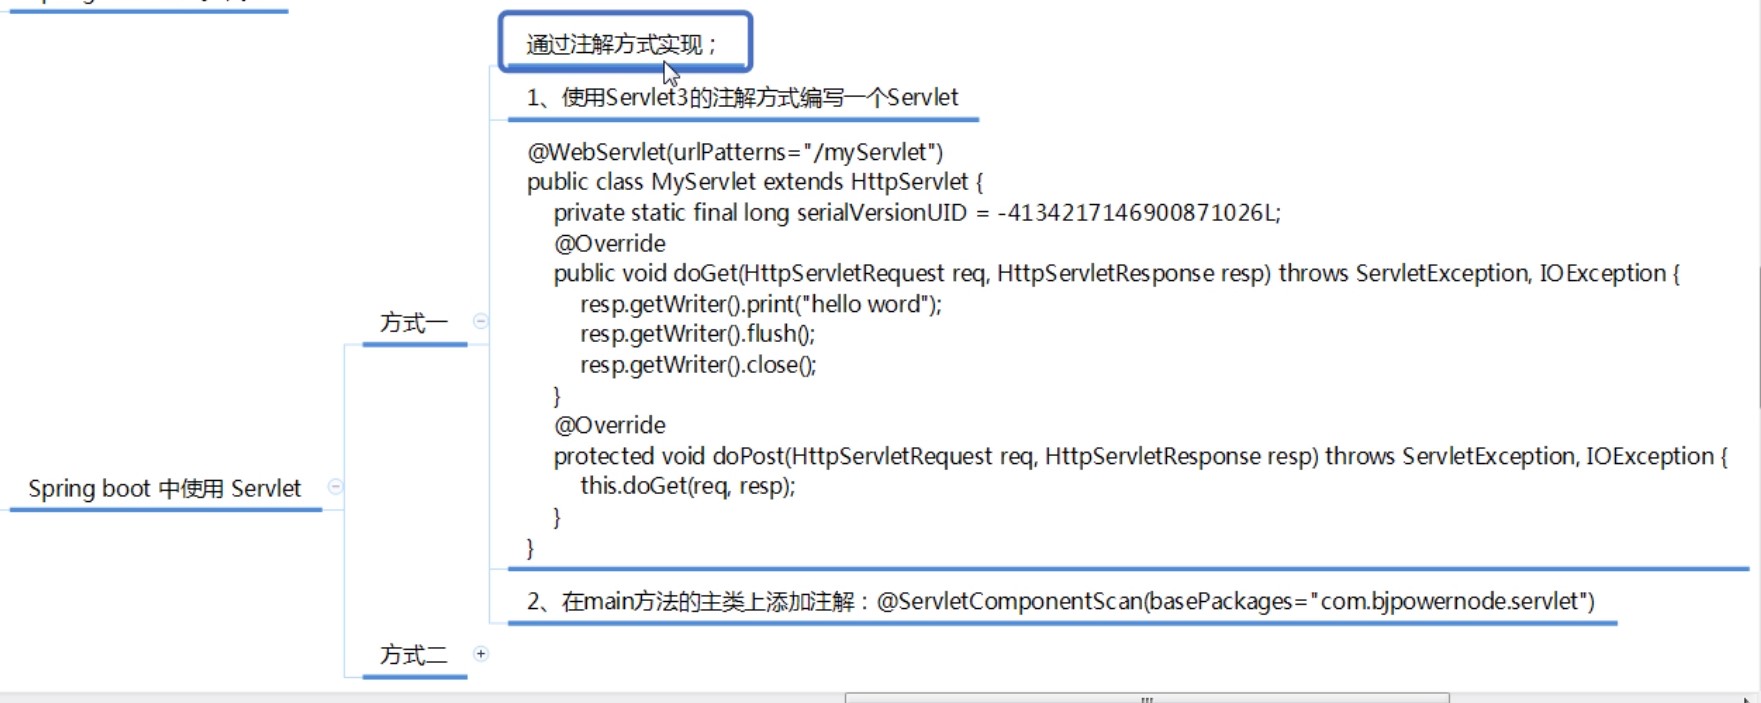 通过注解方式实现；
1、使用Servlet3的注解方式编写一个Servlet
@WebServlet(urlPatterns="/myServlet")
public class MyServlet extends HttpServlet {
private static final long serialVersionUID = -4134217146900871026L;
@Override
public void doGet(HttpServletRequest req, HttpServletResponse resp) throws ServletException, IOException {
resp.getWriter().print("hello word");
resp.getWriter().flush();
resp.getWriter().close();
}
@Override
protected void doPost(HttpServletRequest req, HttpServletResponse resp) throws ServletException, IOException {
this.doGet(req, resp);
}
}
2、在main方法的主类上添加注解：@ServletComponentScan(basePackages="com.bjpowernode.servlet")
方式一
Spring boot 中使用 Servlet
方式二